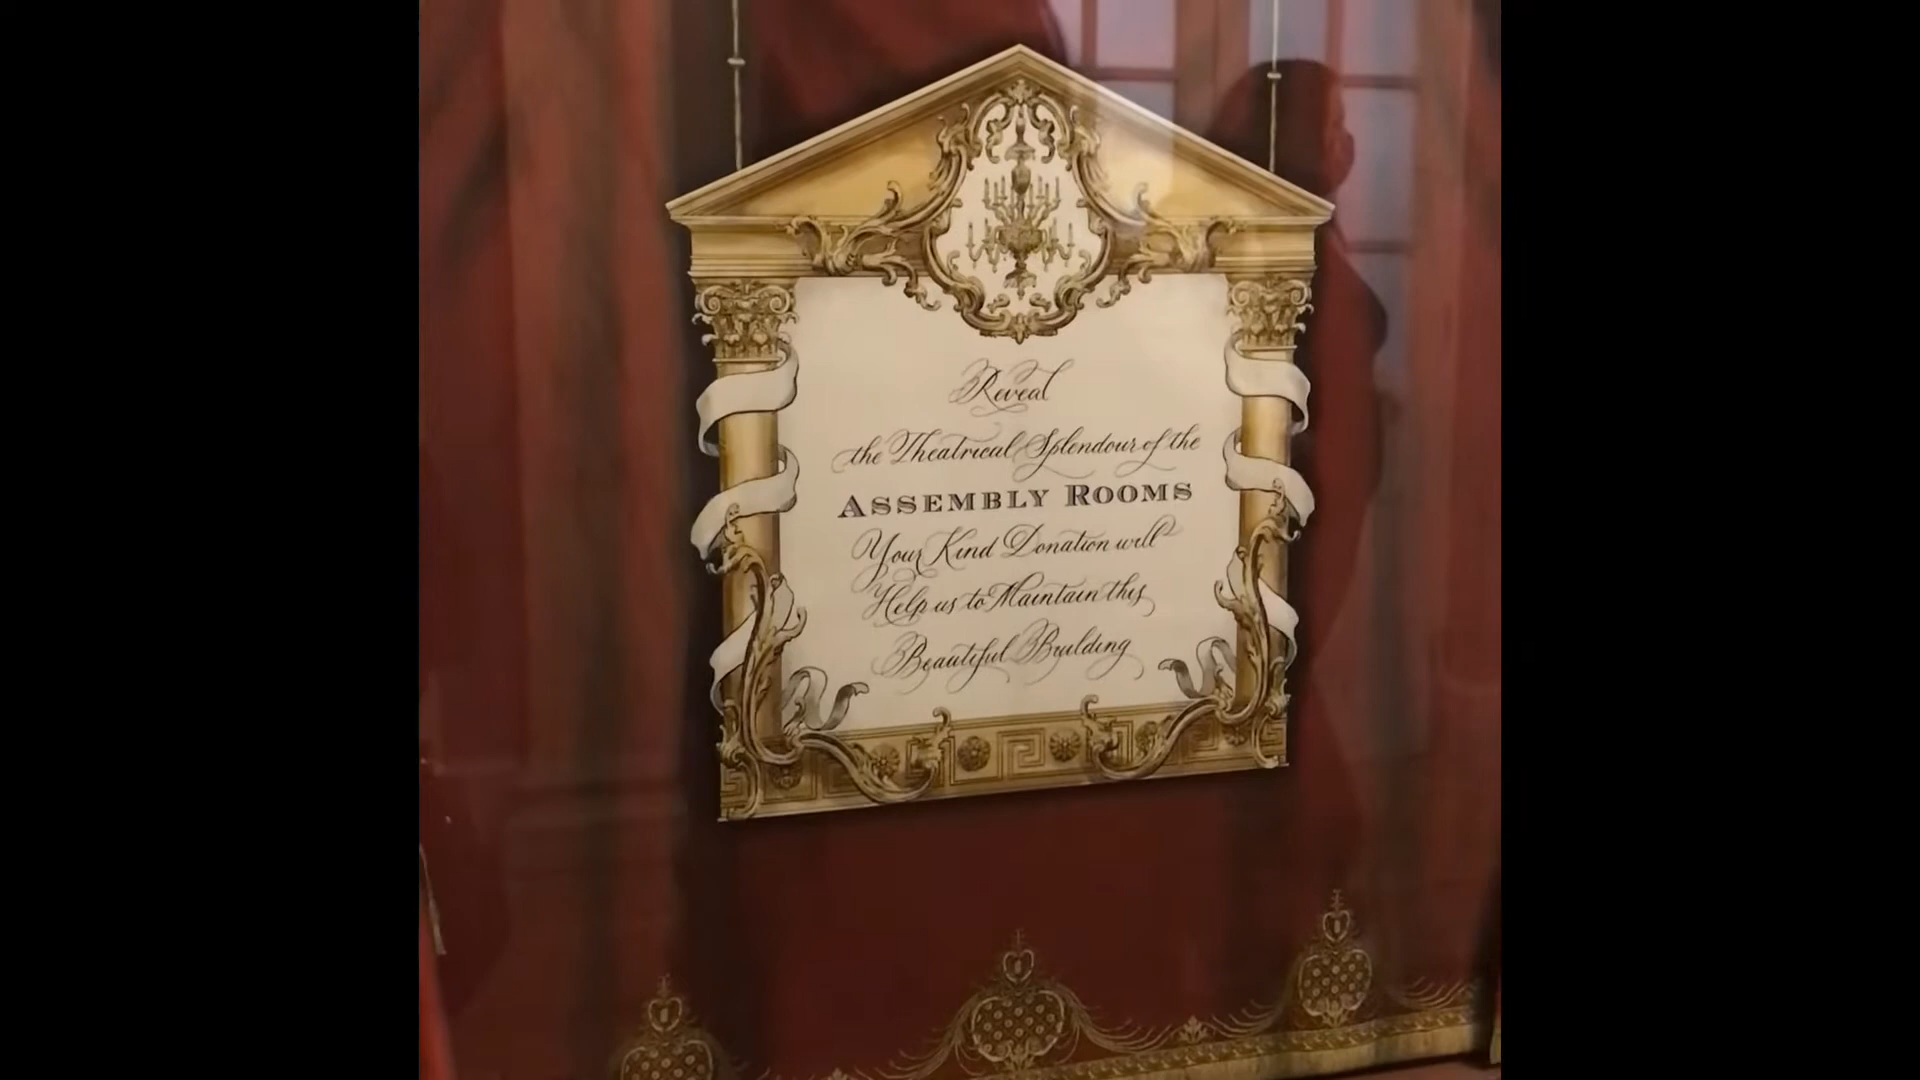 Reveal
the Theatrical Splendour of the
ASSEMBLY ROOMS
Your Kind Donation will
Help us to Maintain this
Beautiful Building